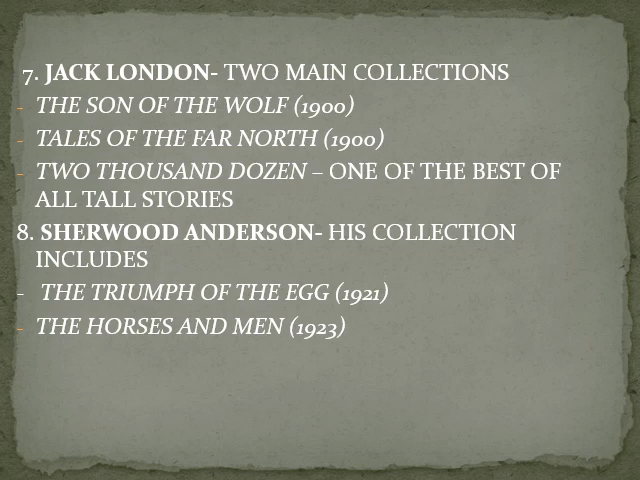 7. JACK LONDON- TWO MAIN COLLECTIONS
- THE SON OF THE WOLF (1900)
- TALES OF THE FAR NORTH (1900)
- TWO THOUSAND DOZEN – ONE OF THE BEST OF
ALL TALL STORIES
8. SHERWOOD ANDERSON- HIS COLLECTION
INCLUDES
- THE TRIUMPH OF THE EGG (1921)
- THE HORSES AND MEN (1923)